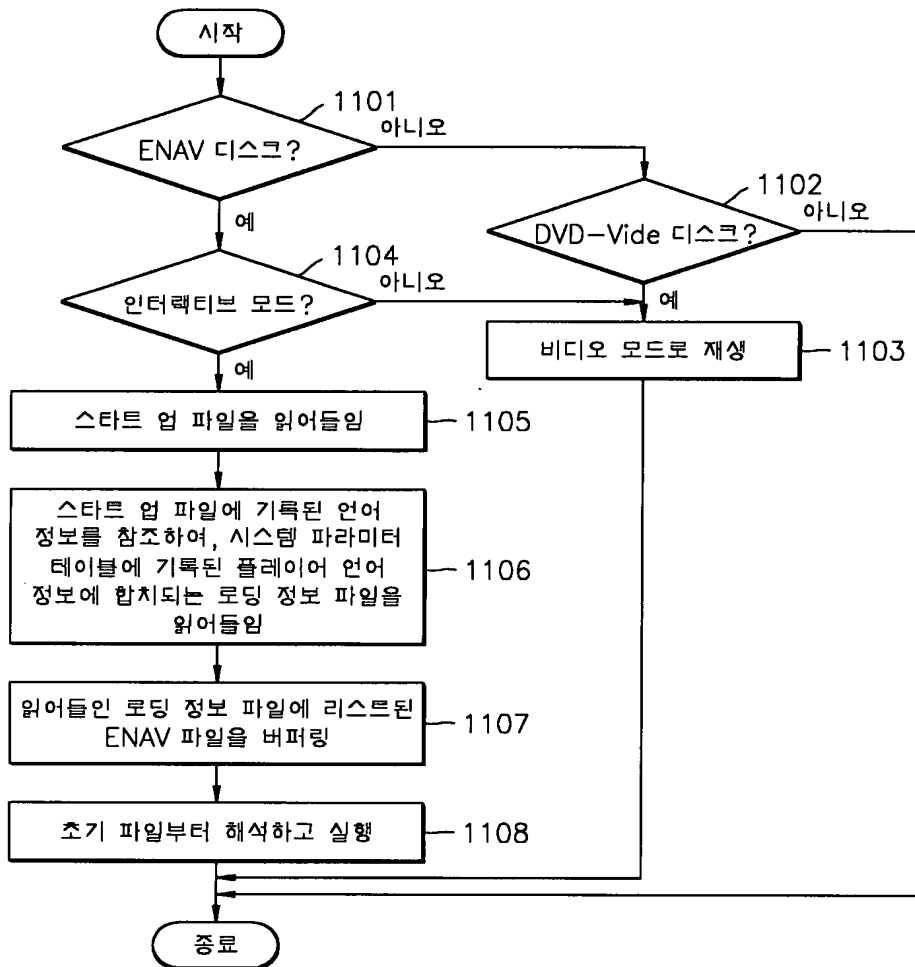 시작
1101
ENAV 디스크?
아니오
예
1102
DVD-Vide 디스크?
아니오
예
1104
인터랙티브 모드?
아니오
예
비디오 모드로 재생
1103
스타트 업 파일을 읽어들임
1105
스타트 업 파일에 기록된 언어
정보를 참조하여, 시스템 파라미터
테이블에 기록된 플레이어 언어
정보에 합치되는 로딩 정보 파일을
읽어들임
1106
읽어들인 로딩 정보 파일에 리스트된
ENAV 파일을 버퍼링
1107
초기 파일부터 해석하고 실행
1108
종료